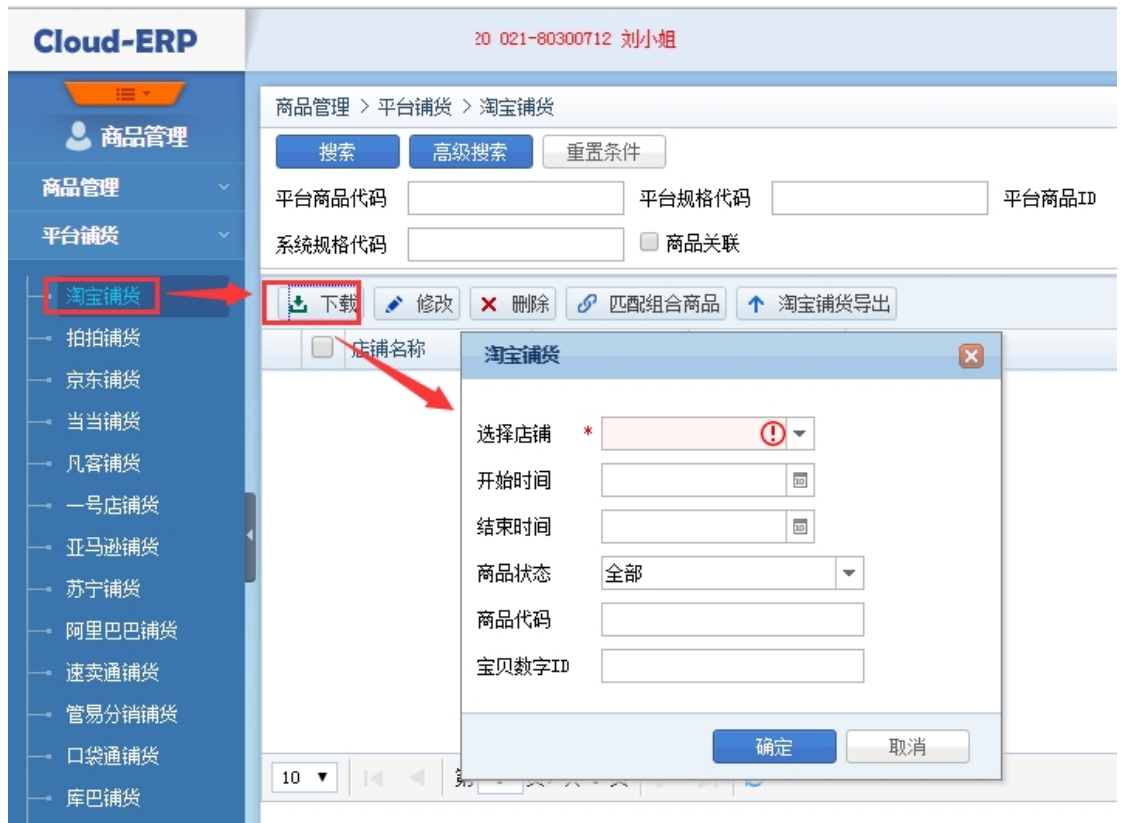 Cloud-ERP
20 021-80300712 刘小姐
商品管理
商品管理
平台铺货
淘宝铺货
拍拍铺货
京东铺货
当当铺货
凡客铺货
一号店铺货
亚马逊铺货
苏宁铺货
阿里巴巴铺货
速卖通铺货
管易分销铺货
口袋通铺货
库巴铺货
商品管理 > 平台铺货 > 淘宝铺货
搜索 高级搜索 重置条件
平台商品代码 平台规格代码 平台商品ID
系统规格代码 商品关联
下载 修改 删除 匹配组合商品 淘宝铺货导出
店铺名称
淘宝铺货
选择店铺 *
开始时间
结束时间
商品状态 全部
商品代码
宝贝数字ID
确定 取消
10 第